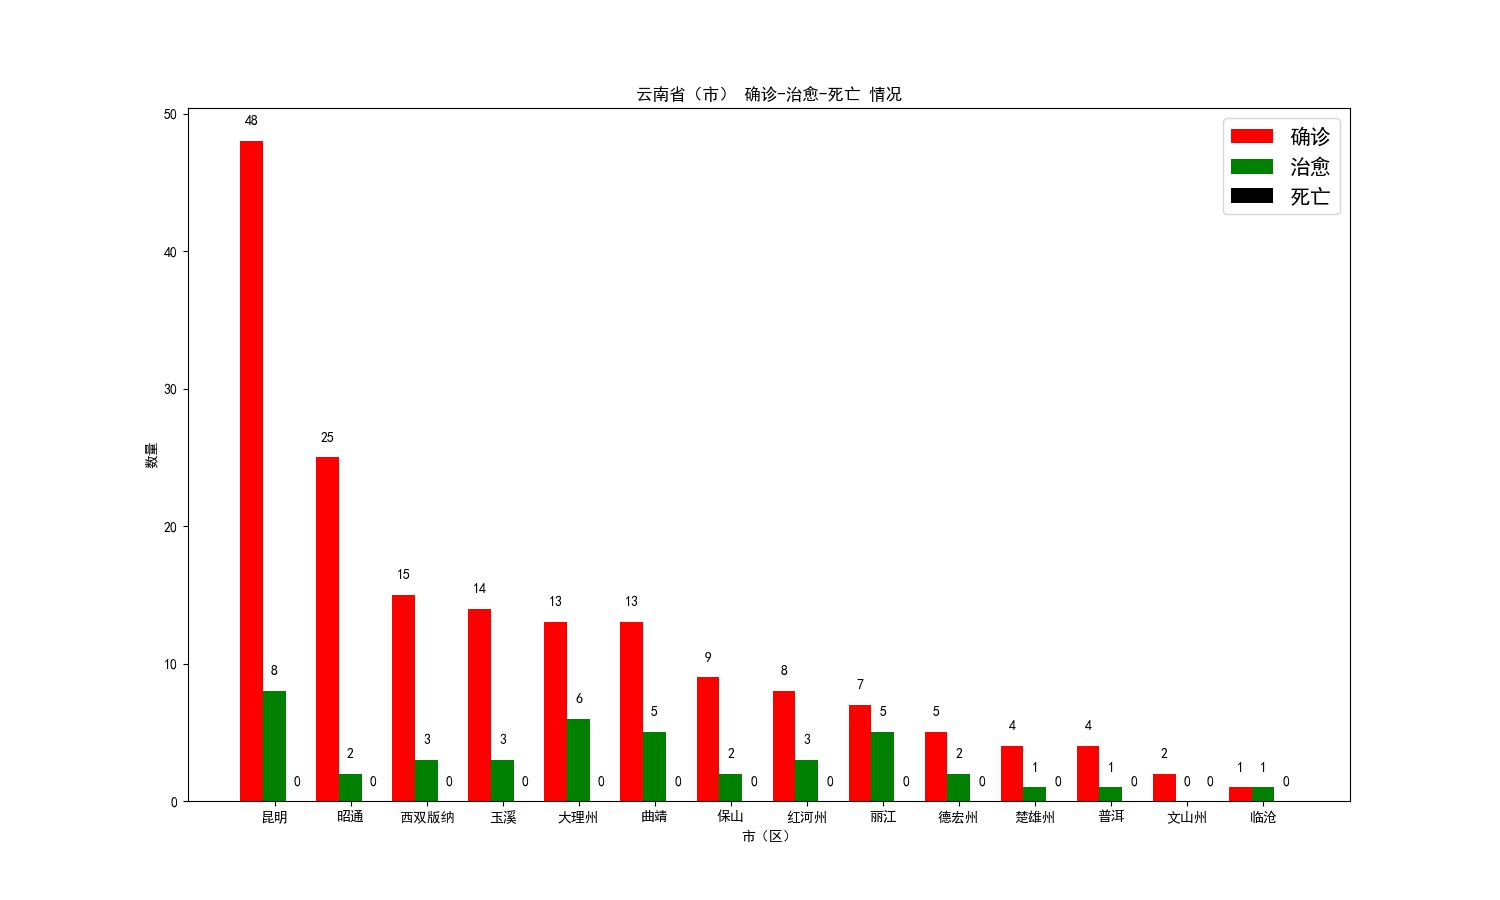 云南省（市） 确诊-治愈-死亡 情况
确诊
治愈
死亡
数量
50
40
30
20
10
0
48 8 0
25 2 0
15 3 0
14 3 0
13 6 0
13 5 0
9 2 0
8 3 0
7 5 0
5 2 0
4 1 0
4 1 0
2 0 0
1 1 0
昆明 昭通 西双版纳 玉溪 大理州 曲靖 保山 红河州 丽江 德宏州 楚雄州 普洱 文山州 临沧
市（区）